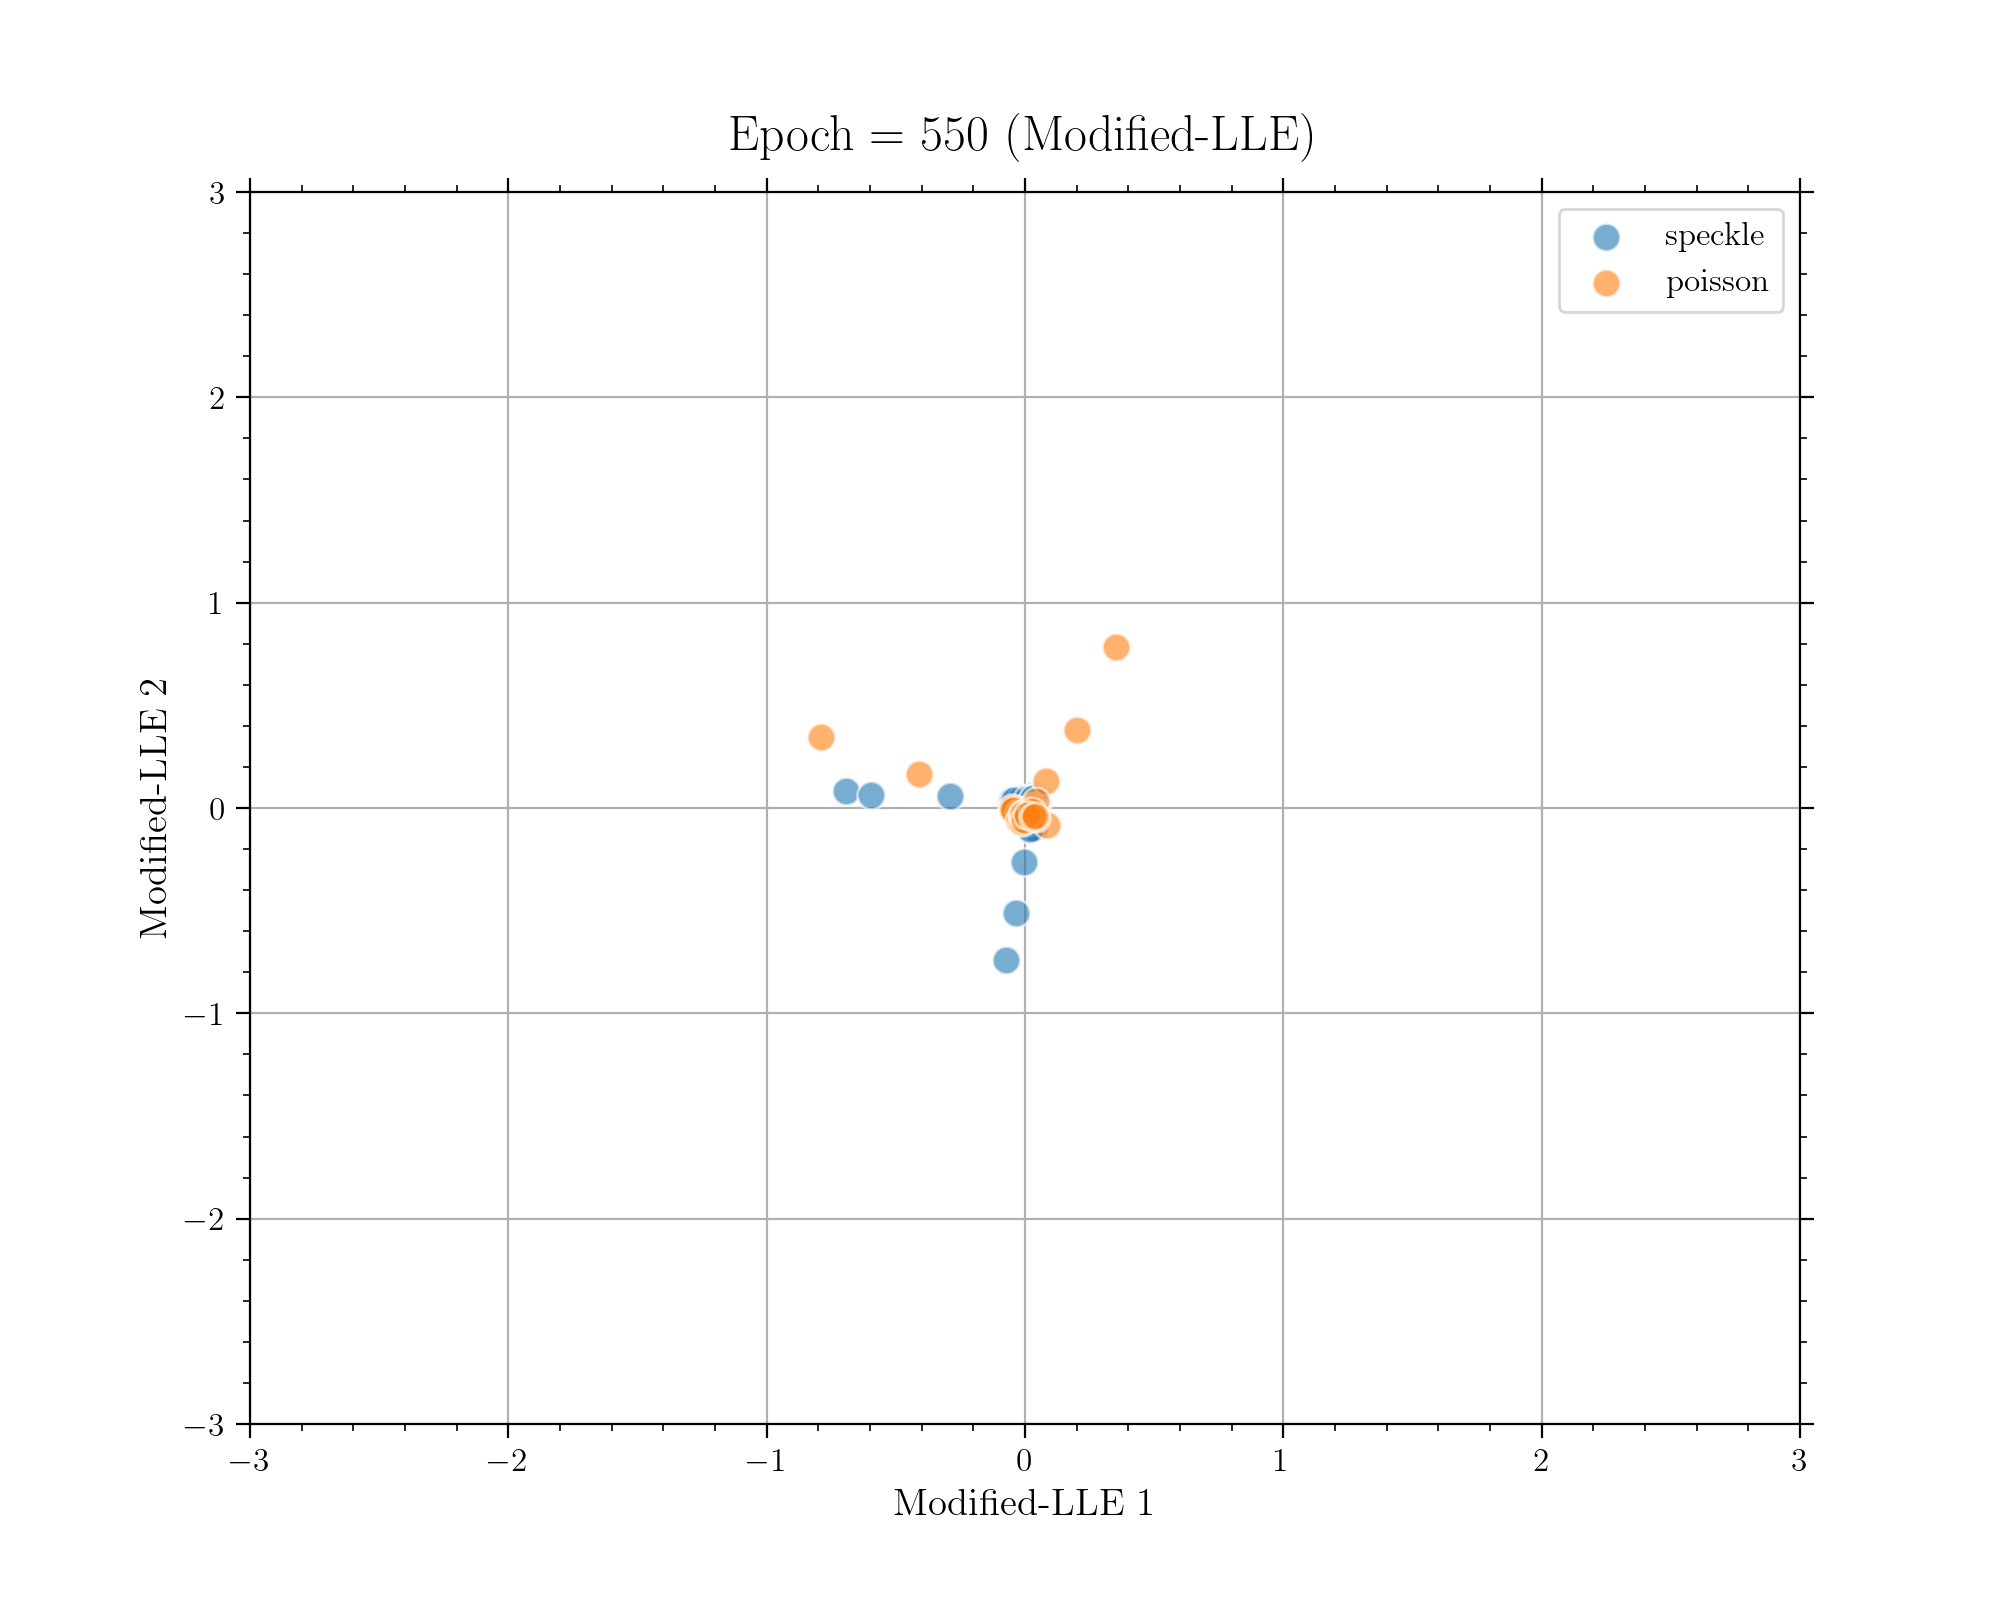 Epoch = 550 (Modified-LLE)
speckle
poisson
3
2
1
0
−1
−2
−3
Modified-LLE 2
−3 −2 −1 0 1 2 3
Modified-LLE 1